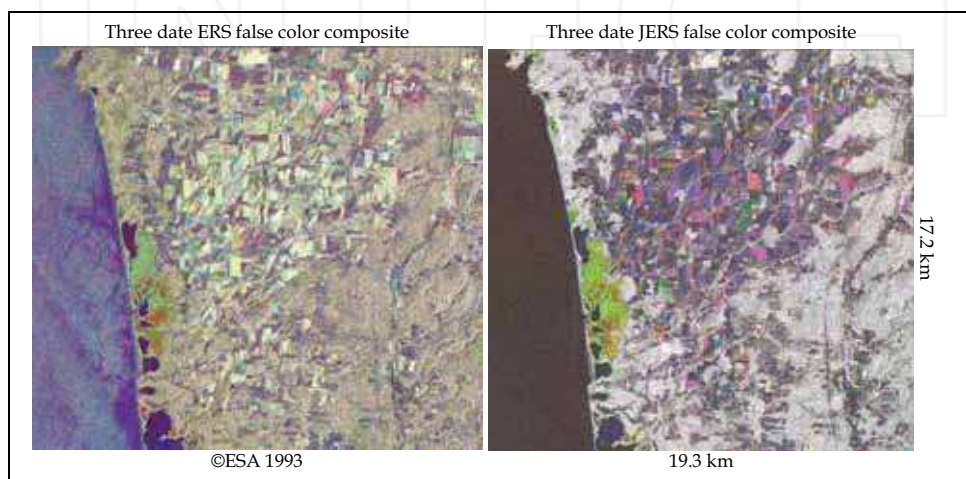 Three date ERS false color composite
Three date JERS false color composite
17.2 km
©ESA 1993
19.3 km